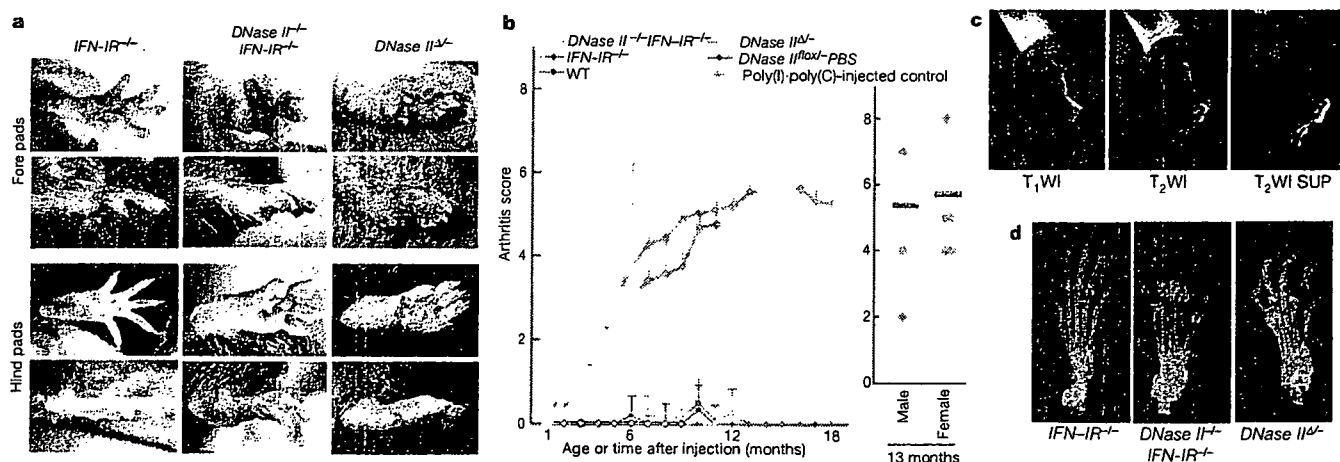 a
IFN-IR–/–
DNase II–/–
IFN-IR–/–
DNase IIΔ/–
Fore pads
Hind pads
b
DNase II–/–IFN–IR–/–
DNase IIΔ/–
IFN-IR–/–
DNase IIflox/–PBS
WT
Poly(I)·poly(C)-injected control
Arthritis score
8
6
4
2
0
1
6
12
18
Age or time after injection (months)
8
6
4
2
0
Male
Female
13 months
c
T1WI
T2WI
T2WI SUP
d
IFN–IR–/–
DNase II–/–
IFN-IR–/–
DNase IIΔ/–